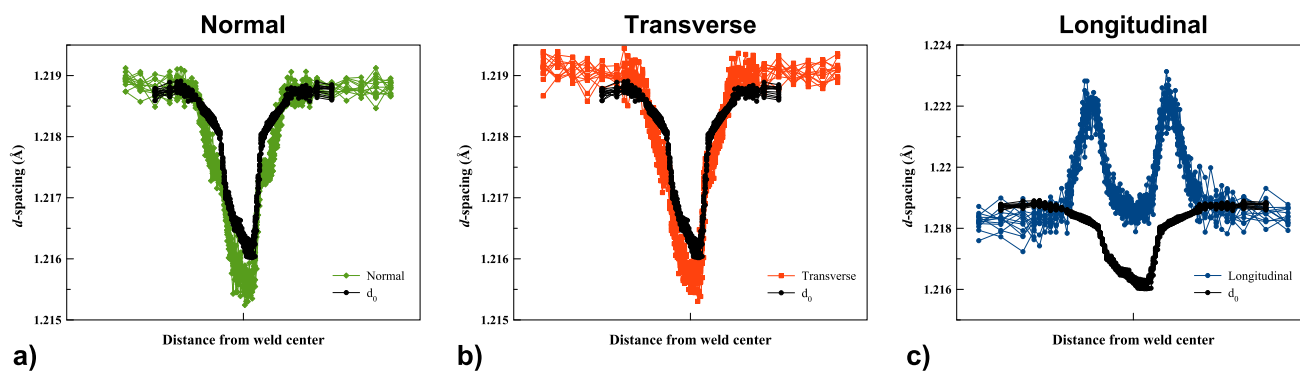 Normal
1.219
1.218
1.217
1.216
1.215
d-spacing (Å)
Normal
d0
Distance from weld center
a)
Transverse
1.219
1.218
1.217
1.216
1.215
d-spacing (Å)
Transverse
d0
Distance from weld center
b)
Longitudinal
1.224
1.222
1.22
1.218
1.216
d-spacing (Å)
Longitudinal
d0
Distance from weld center
c)